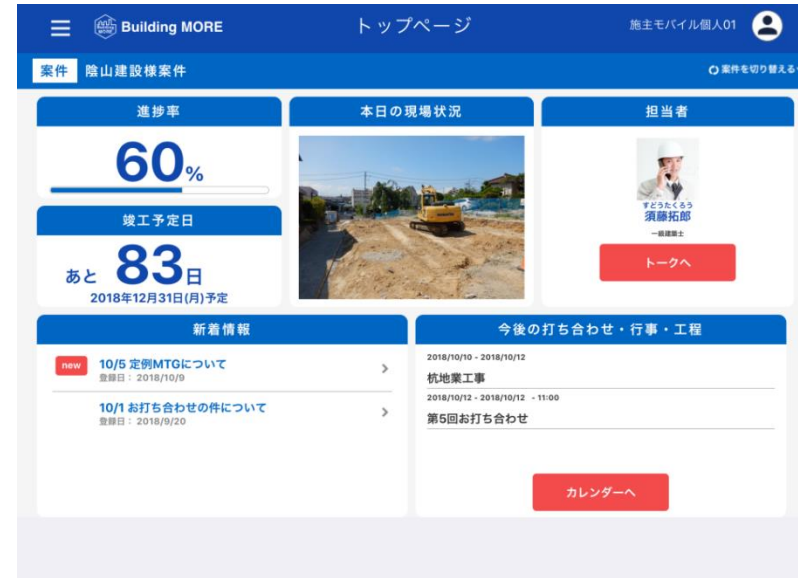 Building MORE
トップページ
施主モバイル個人01
案件 陰山建設様案件
案件を切り替える
進捗率
60%
竣工予定日
あと 83日
2018年12月31日(月)予定
本日の現場状況
担当者
すどうたくろう
須藤拓郎
一級建築士
トークへ
新着情報
new 10/5 定例MTGについて
登録日： 2018/10/9
10/1 お打ち合わせの件について
登録日： 2018/9/20
今後の打ち合わせ・行事・工程
2018/10/10 - 2018/10/12
杭地業工事
2018/10/12 - 2018/10/12 - 11:00
第5回お打ち合わせ
カレンダーへ